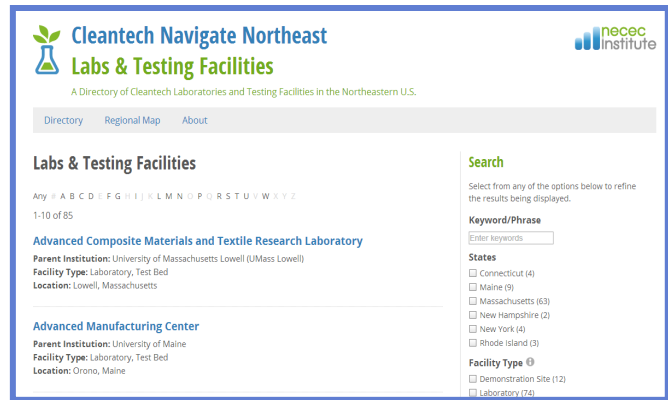 Cleantech Navigate Northeast
Labs & Testing Facilities
A Directory of Cleantech Laboratories and Testing Facilities in the Northeastern U.S.
necec
Institute
Directory Regional Map About
Labs & Testing Facilities
Any # A B C D E F G H I J K L M N O P Q R S T U V W X Y Z
1-10 of 85
Advanced Composite Materials and Textile Research Laboratory
Parent Institution: University of Massachusetts Lowell (UMass Lowell)
Facility Type: Laboratory, Test Bed
Location: Lowell, Massachusetts
Advanced Manufacturing Center
Parent Institution: University of Maine
Facility Type: Laboratory, Test Bed
Location: Orono, Maine
Search
Select from any of the options below to refine
the results being displayed.
Keyword/Phrase
Enter keywords
States
Connecticut (4)
Maine (9)
Massachusetts (63)
New Hampshire (2)
New York (4)
Rhode Island (3)
Facility Type
Demonstration Site (12)
Laboratory (74)